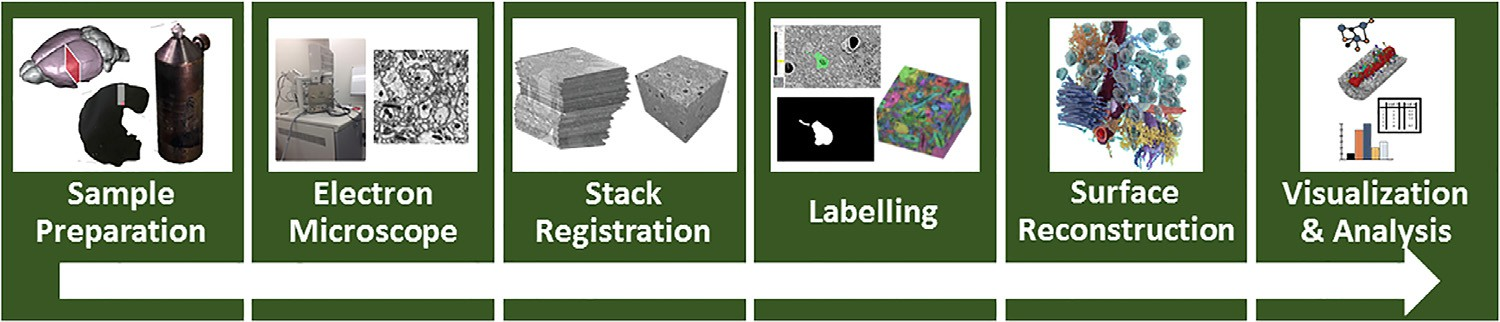 Sample
Preparation
Electron
Microscope
Stack
Registration
Labelling
Surface
Reconstruction
Visualization
& Analysis